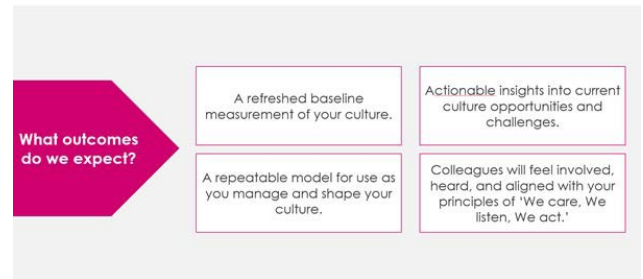 What outcomes
do we expect?
A refreshed baseline
measurement of your culture.
Actionable insights into current
culture opportunities and
challenges.
A repeatable model for use as
you manage and shape your
culture.
Colleagues will feel involved,
heard, and aligned with your
principles of ‘We care, We
listen, We act.’